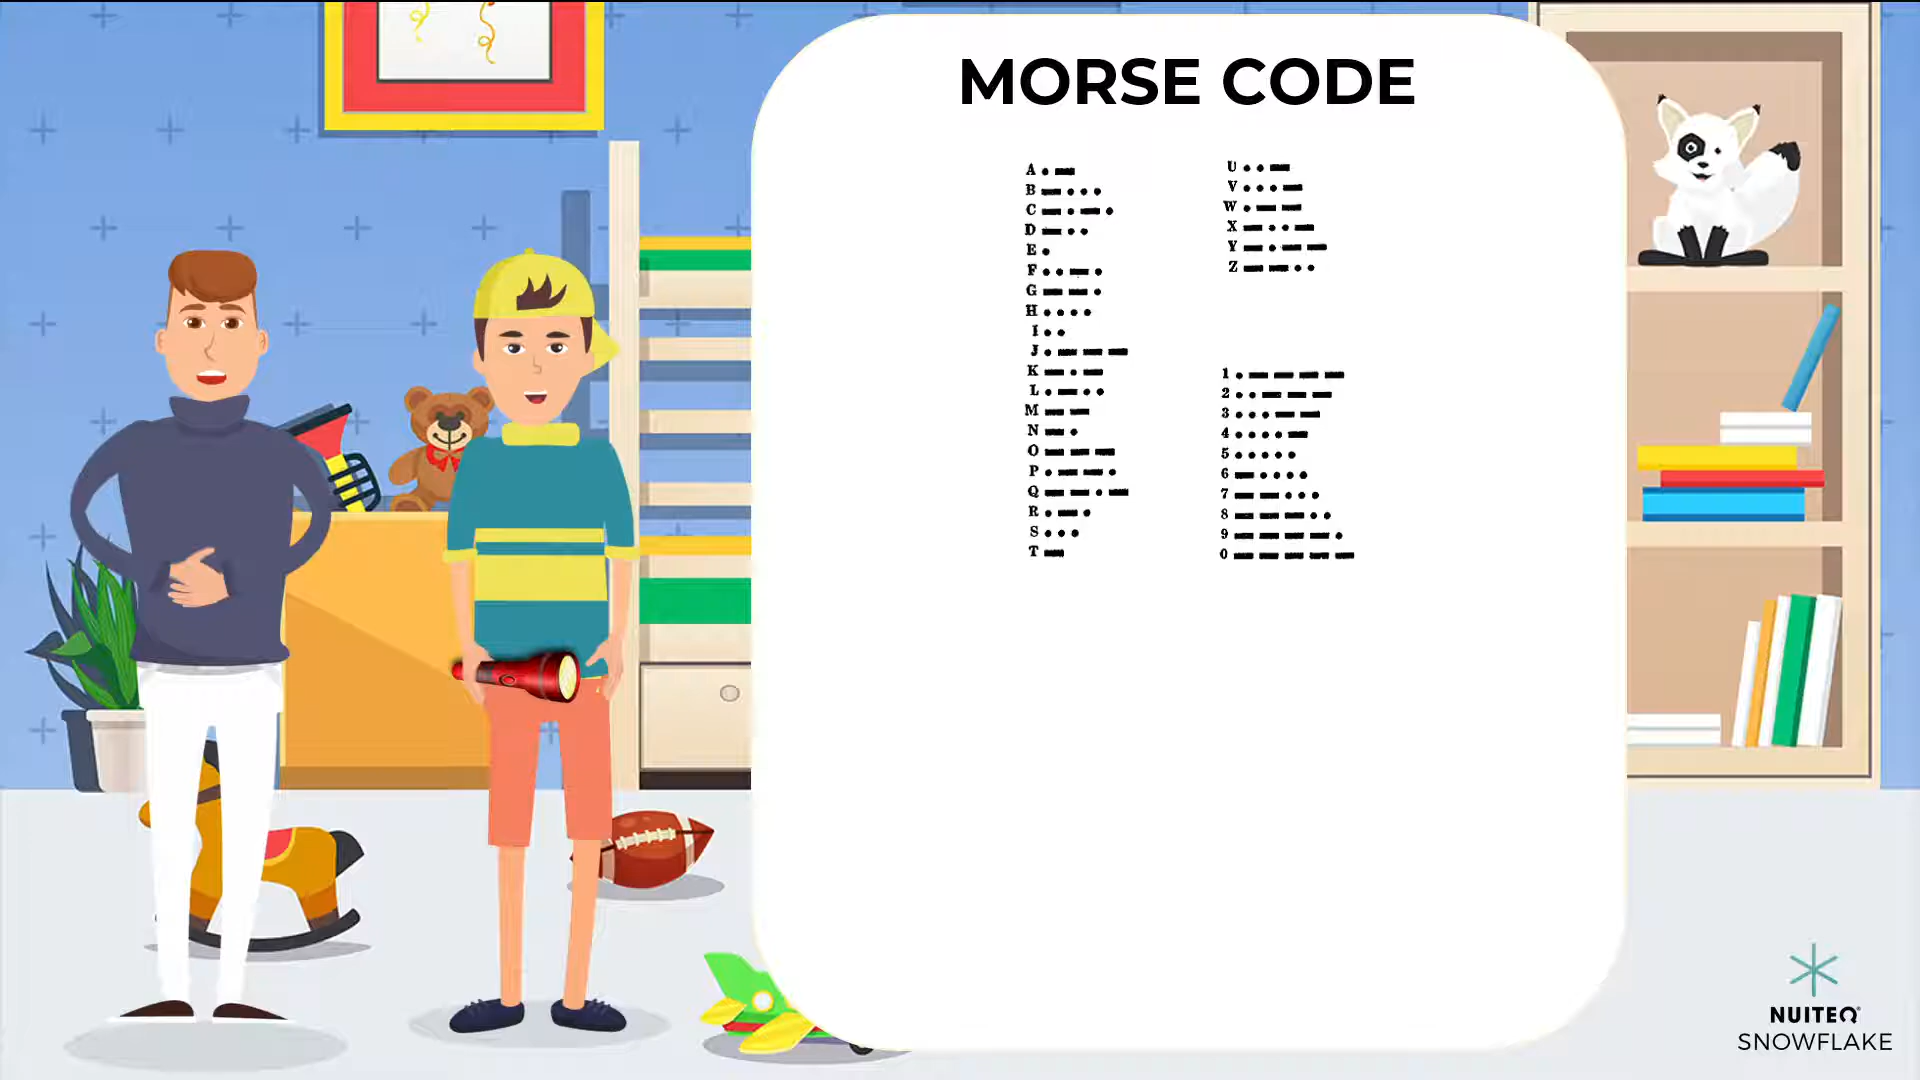 MORSE CODE
A • —
B — • • •
C — • — •
D — • •
E •
F • • — •
G — — •
H • • • •
I • •
J • — — —
K — • —
L • — • •
M — —
N — •
O — — —
P • — — •
Q — — • —
R • — •
S • • •
T —
U • • —
V • • • —
W • — —
X — • • —
Y — • — —
Z — — • •
1 • — — — —
2 • • — — —
3 • • • — —
4 • • • • —
5 • • • • •
6 — • • • •
7 — — • • •
8 — — — • •
9 — — — — •
0 — — — — —
NUITEQ
SNOWFLAKE